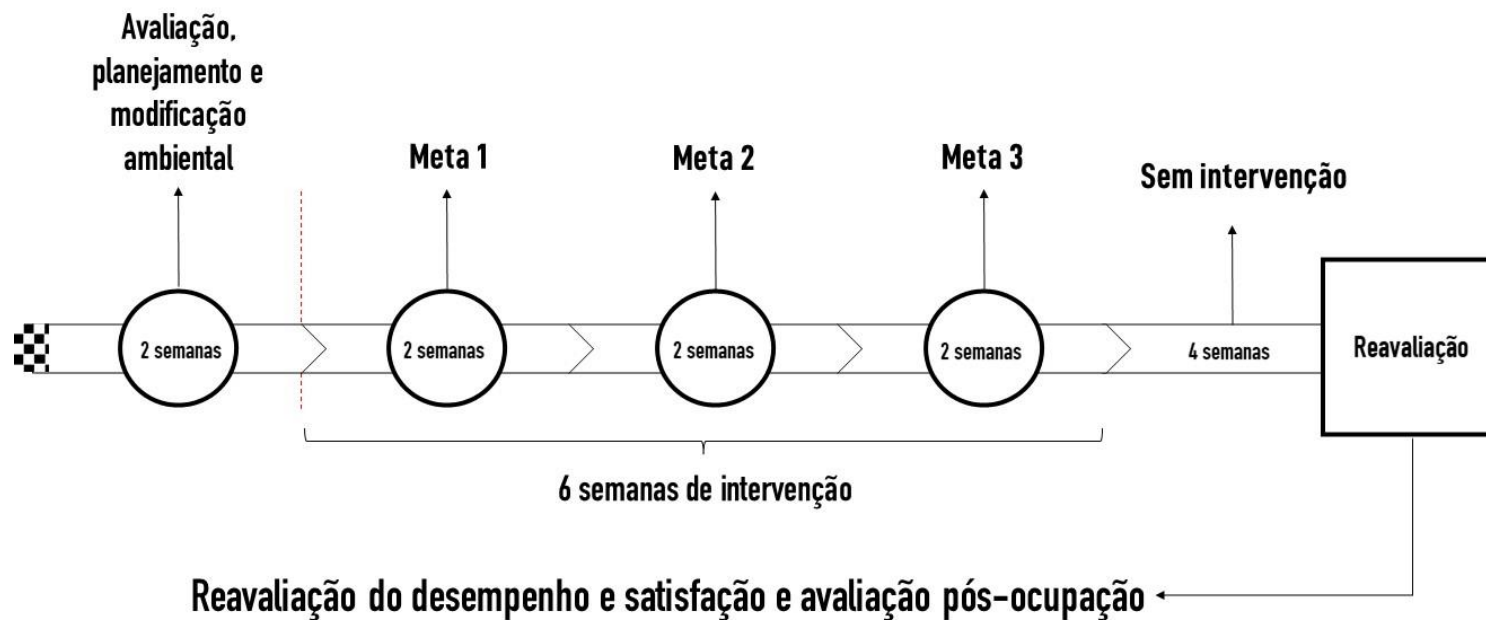 Avaliação,
planejamento e
modificação
ambiental
Meta 1
Meta 2
Meta 3
Sem intervenção
2 semanas
2 semanas
2 semanas
2 semanas
4 semanas
Reavaliação
6 semanas de intervenção
Reavaliação do desempenho e satisfação e avaliação pós-ocupação